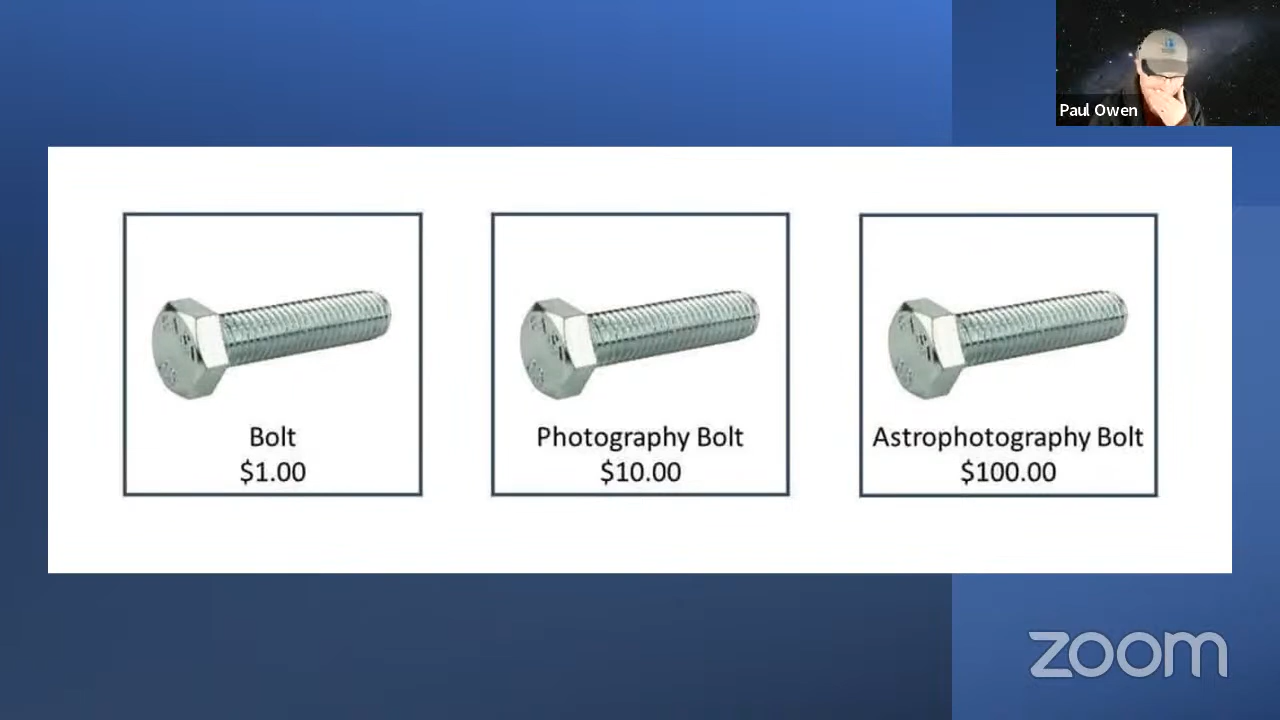 Paul Owen
Bolt
$1.00
Photography Bolt
$10.00
Astrophotography Bolt
$100.00
zoom